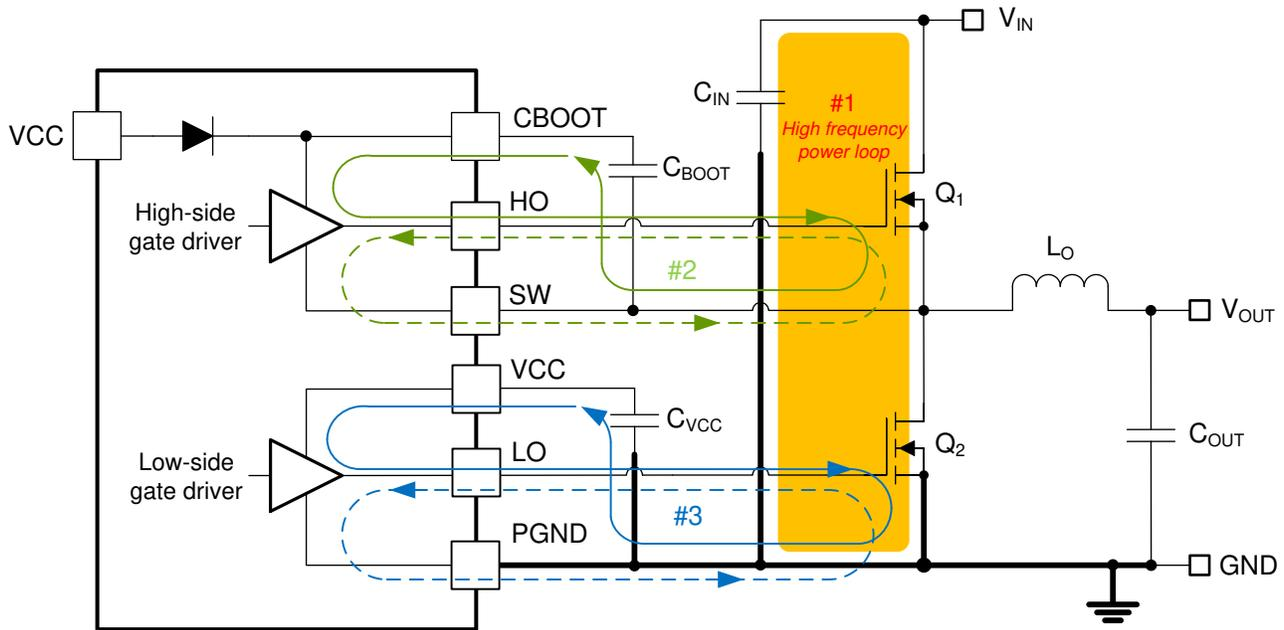 V_IN
C_IN
#1
High frequency
power loop
VCC
CBOOT
C_BOOT
HO
Q_1
High-side
gate driver
L_O
#2
SW
V_OUT
VCC
C_VCC
C_OUT
LO
Q_2
Low-side
gate driver
#3
PGND
GND